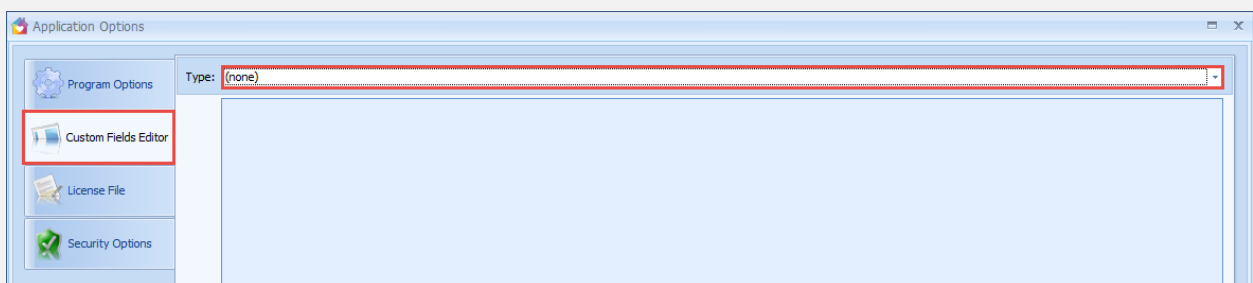 Application Options
Program Options
Type: (none)
Custom Fields Editor
License File
Security Options